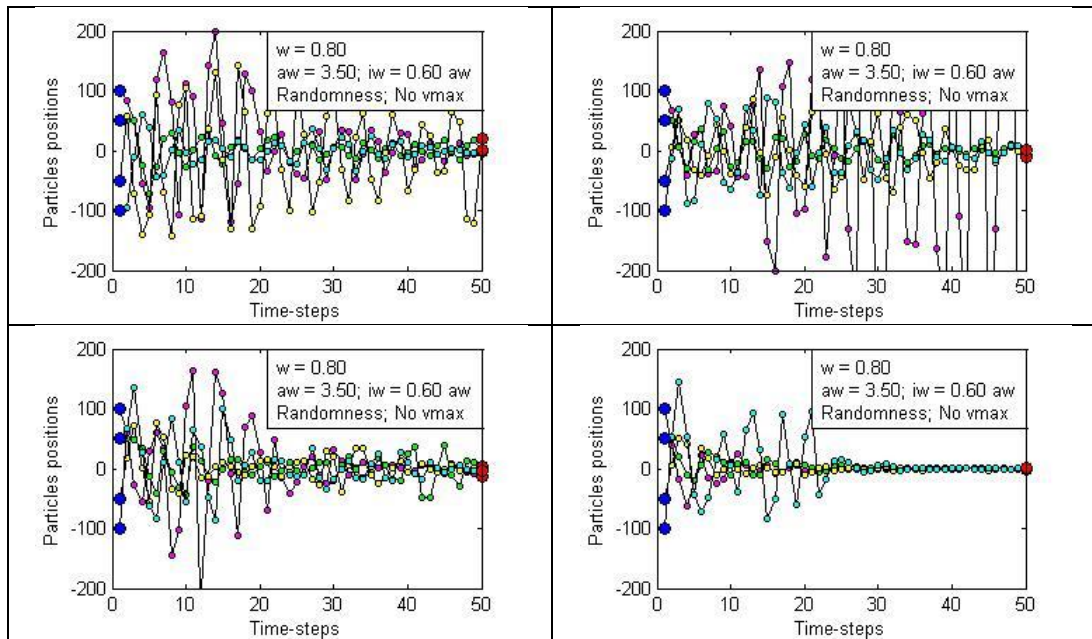 200
100
0
-100
-200
Particles positions
w = 0.80
aw = 3.50; iw = 0.60 aw
Randomness; No vmax
0 10 20 30 40 50
Time-steps
200
100
0
-100
-200
Particles positions
w = 0.80
aw = 3.50; iw = 0.60 aw
Randomness; No vmax
0 10 20 30 40 50
Time-steps
200
100
0
-100
-200
Particles positions
w = 0.80
aw = 3.50; iw = 0.60 aw
Randomness; No vmax
0 10 20 30 40 50
Time-steps
200
100
0
-100
-200
Particles positions
w = 0.80
aw = 3.50; iw = 0.60 aw
Randomness; No vmax
0 10 20 30 40 50
Time-steps